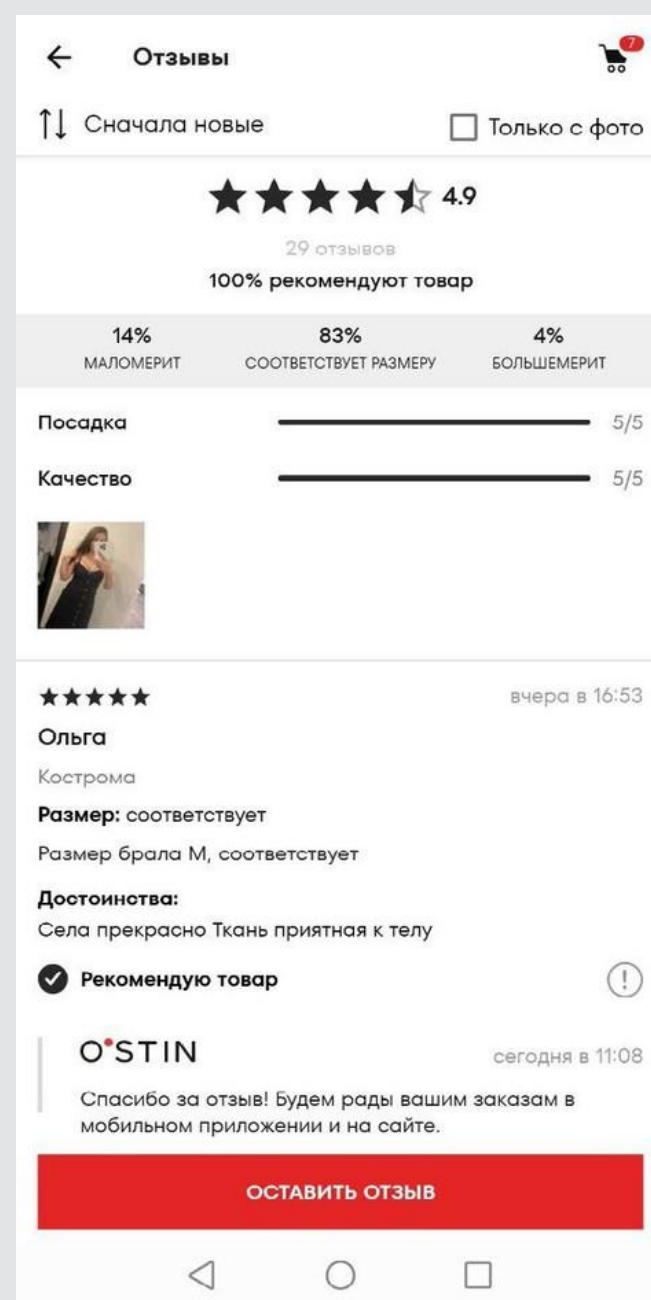 Отзывы
7
Сначала новые
Только с фото
4.9
29 отзывов
100% рекомендуют товар
14%
83%
4%
МАЛОМЕРИТ
СООТВЕТСТВУЕТ РАЗМЕРУ
БОЛЬШЕМЕРИТ
Посадка
5/5
Качество
5/5
вчера в 16:53
Ольга
Кострома
Размер: соответствует
Размер брала М, соответствует
Достоинства:
Села прекрасно Ткань приятная к телу
Рекомендую товар
O'STIN
сегодня в 11:08
Спасибо за отзыв! Будем рады вашим заказам в
мобильном приложении и на сайте.
ОСТАВИТЬ ОТЗЫВ